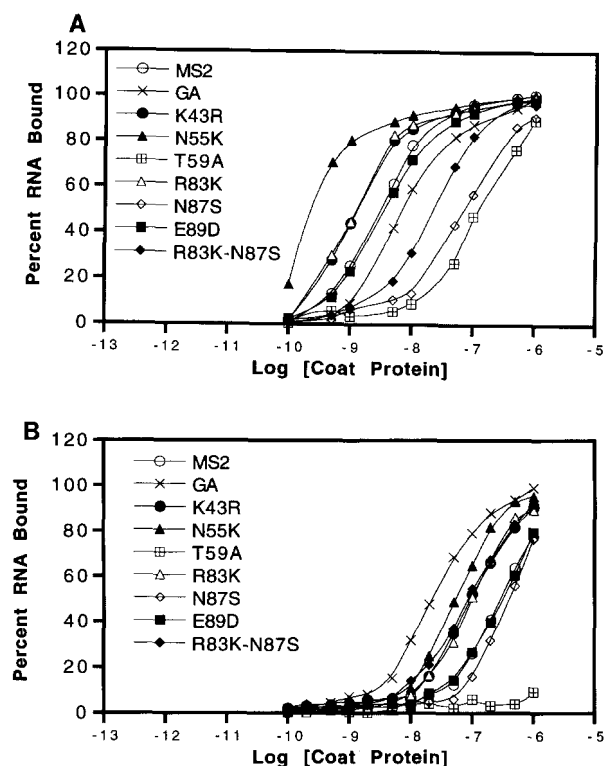 A
Percent RNA Bound
120
100
80
60
40
20
0
MS2
GA
K43R
N55K
T59A
R83K
N87S
E89D
R83K-N87S
-13 -12 -11 -10 -9 -8 -7 -6
Log [Coat Protein]
B
Percent RNA Bound
120
100
80
60
40
20
0
MS2
GA
K43R
N55K
T59A
R83K
N87S
E89D
R83K-N87S
-13 -12 -11 -10 -9 -8 -7 -6
Log [Coat Protein]